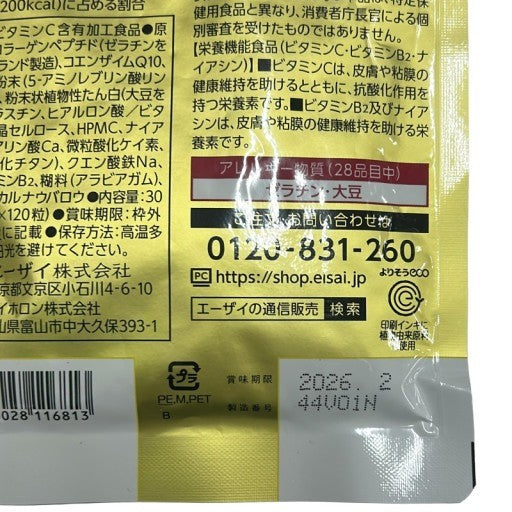 200kcal)に占める割合
ビタミンC含有加工食品●原
コラーゲンペプチド(ゼラチンを
ランド製造)、コエンザイムQ10、
粉末(5-アミノレブリン酸リン
、粉末状植物性たん白(大豆を
ラスチン、ヒアルロン酸／ビタ
晶セルロース、HPMC、ナイア
アリン酸Ca、微粒酸化ケイ素、
化チタン)、クエン酸鉄Na、
ミンB2、糊料(アラビアガム)、
カルナウバロウ●内容量:30
×120粒)●賞味期限:枠外
に記載●保存方法:高温多
日光を避けてください。
エーザイ株式会社
京都文京区小石川4-6-10
イホロン株式会社
山県富山市中大久保393-1
健用食品と異なり、消費者庁長官による個
別審査を受けたものではありません。
【栄養機能食品(ビタミンC・ビタミンB2・ナ
イアシン)】■ビタミンCは、皮膚や粘膜の
健康維持を助けるとともに、抗酸化作用を
持つ栄養素です。■ビタミンB2及びナイア
シンは、皮膚や粘膜の健康維持を助ける栄
養素です。
アレルギー物質(28品目中)
ゼラチン・大豆
ご注文・お問い合わせは
0120-831-260
PC https://shop.eisai.jp
エーザイの通信販売 検索
よりそうeco
印刷インキに
植物由来原料
使用
028116813
プラ
PE,M,PET
B
賞味期限
製造番号
2026. 2
44V01N